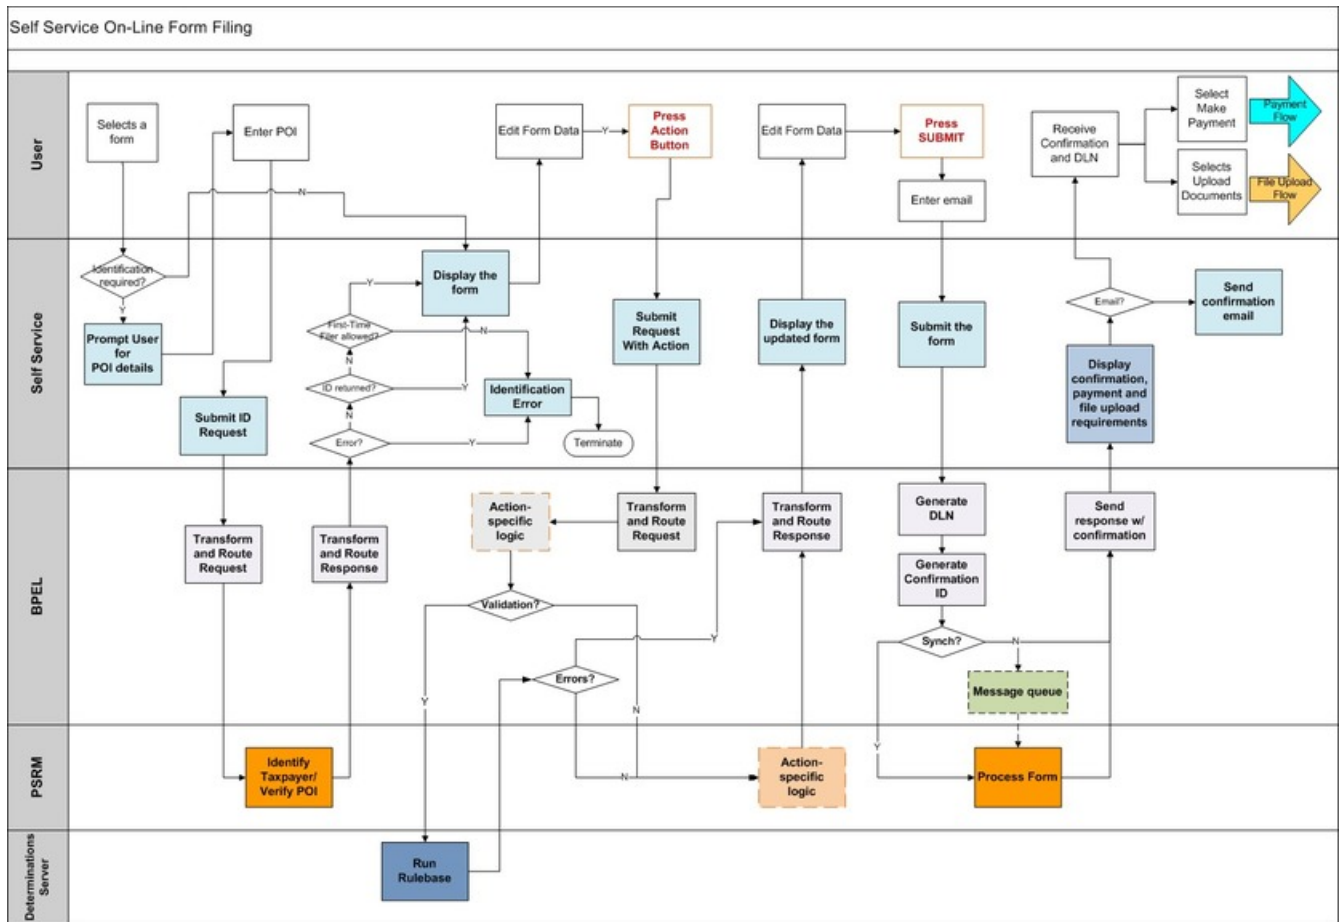 Self Service On-Line Form Filing
User
Selects a
form
Enter POI
Edit Form Data
Y
Press
Action
Button
Edit Form Data
Press
SUBMIT
Enter email
Receive
Confirmation
and DLN
Select
Make
Payment
Payment
Flow
Selects
Upload
Documents
File Upload
Flow
N
Self Service
Identification
required?
Y
Prompt User
for
POI details
Submit ID
Request
Display the
form
Y
First-Time
Filer allowed?
N
N
ID returned?
Y
N
Error?
Y
Identification
Error
Terminate
Submit
Request
With Action
Display the
updated form
Submit the
form
Email?
Send
confirmation
email
Display
confirmation,
payment and
file upload
requirements
BPEL
Transform
and Route
Request
Transform
and Route
Response
Action-
specific
logic
Transform
and Route
Request
Transform
and Route
Response
Generate
DLN
Generate
Confirmation
ID
Send
response w/
confirmation
Validation?
Y
N
Errors?
Y
Synch?
N
Y
Message queue
PSRM
Identify
Taxpayer/
Verify POI
N
Action-
specific
logic
Process Form
Determinations
Server
Run
Rulebase